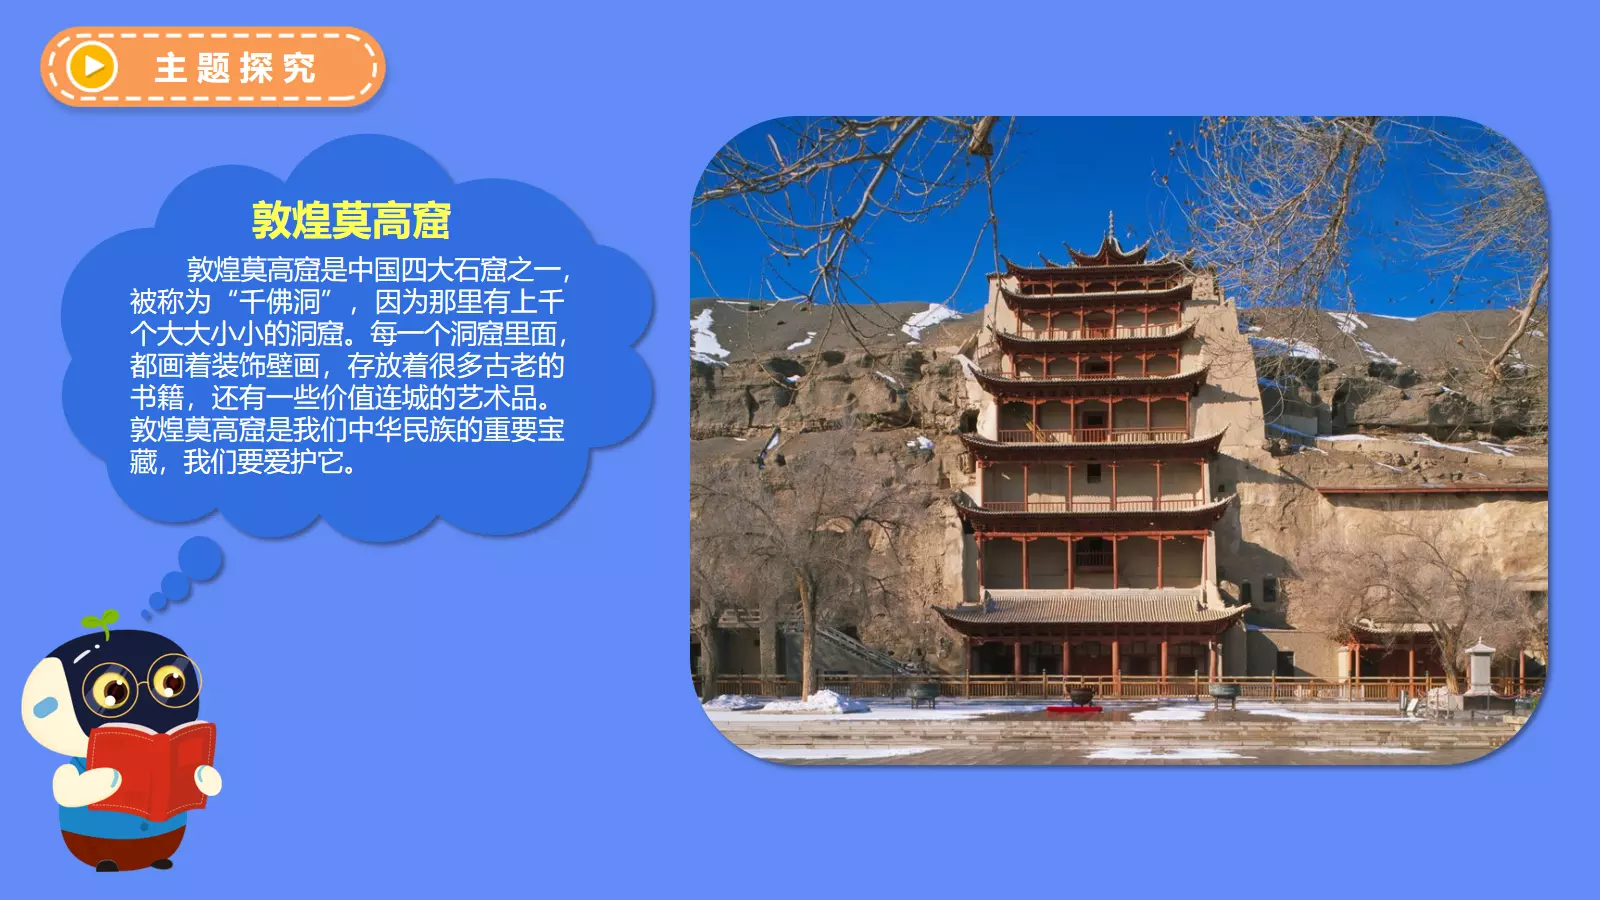 主题探究
敦煌莫高窟
敦煌莫高窟是中国四大石窟之一，
被称为“千佛洞”，因为那里有上千
个大大小小的洞窟。每一个洞窟里面，
都画着装饰壁画，存放着很多古老的
书籍，还有一些价值连城的艺术品。
敦煌莫高窟是我们中华民族的重要宝
藏，我们要爱护它。